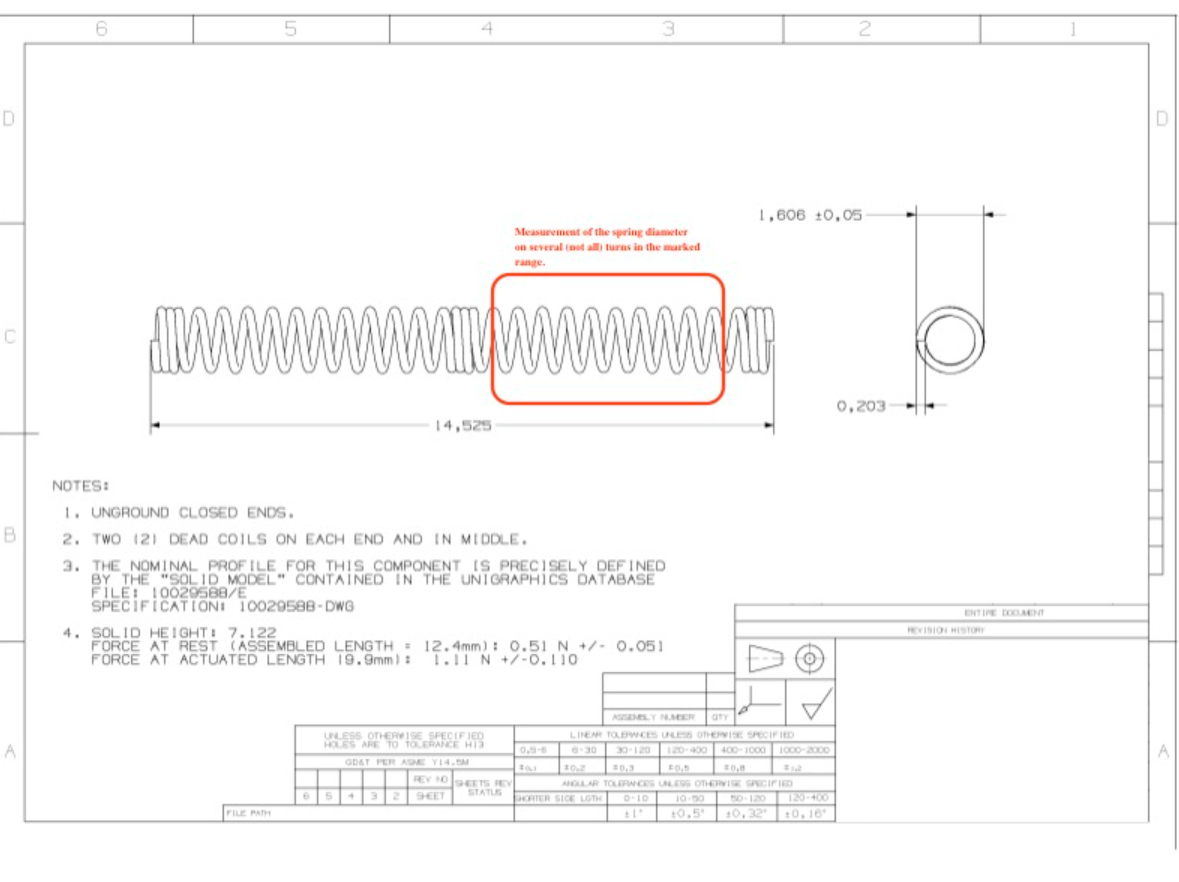 6 5 4 3 2 1
D D
1,606 ±0,05
Measurement of the spring diameter
on several (not all) turns in the marked
range.
C C
0,203
14,525
NOTES:
1. UNGROUND CLOSED ENDS.
2. TWO (2) DEAD COILS ON EACH END AND IN MIDDLE.
B B
3. THE NOMINAL PROFILE FOR THIS COMPONENT IS PRECISELY DEFINED
BY THE "SOLID MODEL" CONTAINED IN THE UNIGRAPHICS DATABASE
FILE: 10029588/E
SPECIFICATION: 10029588-DWG
ENTIRE DOCUMENT
REVISION HISTORY
4. SOLID HEIGHT: 7.122
FORCE AT REST (ASSEMBLED LENGTH = 12.4mm): 0.51 N +/- 0.051
FORCE AT ACTUATED LENGTH (9.9mm): 1.11 N +/-0.110
ASSEMBLY NUMBER QTY
A A
UNLESS OTHERWISE SPECIFIED
HOLES ARE TO TOLERANCE H13
GD&T PER ASME Y14.5M
REV NO SHEETS REV
6 5 4 3 2 SHEET STATUS
LINEAR TOLERANCES UNLESS OTHERWISE SPECIFIED
0,5-6 6-30 30-120 120-400 400-1000 1000-2000
±0,1 ±0,2 ±0,3 ±0,5 ±0,8 ±1,2
ANGULAR TOLERANCES UNLESS OTHERWISE SPECIFIED
SHORTER SIDE LGTH 0-10 10-50 50-120 120-400
±1° ±0,5° ±0,32° ±0,16°
FILE PATH